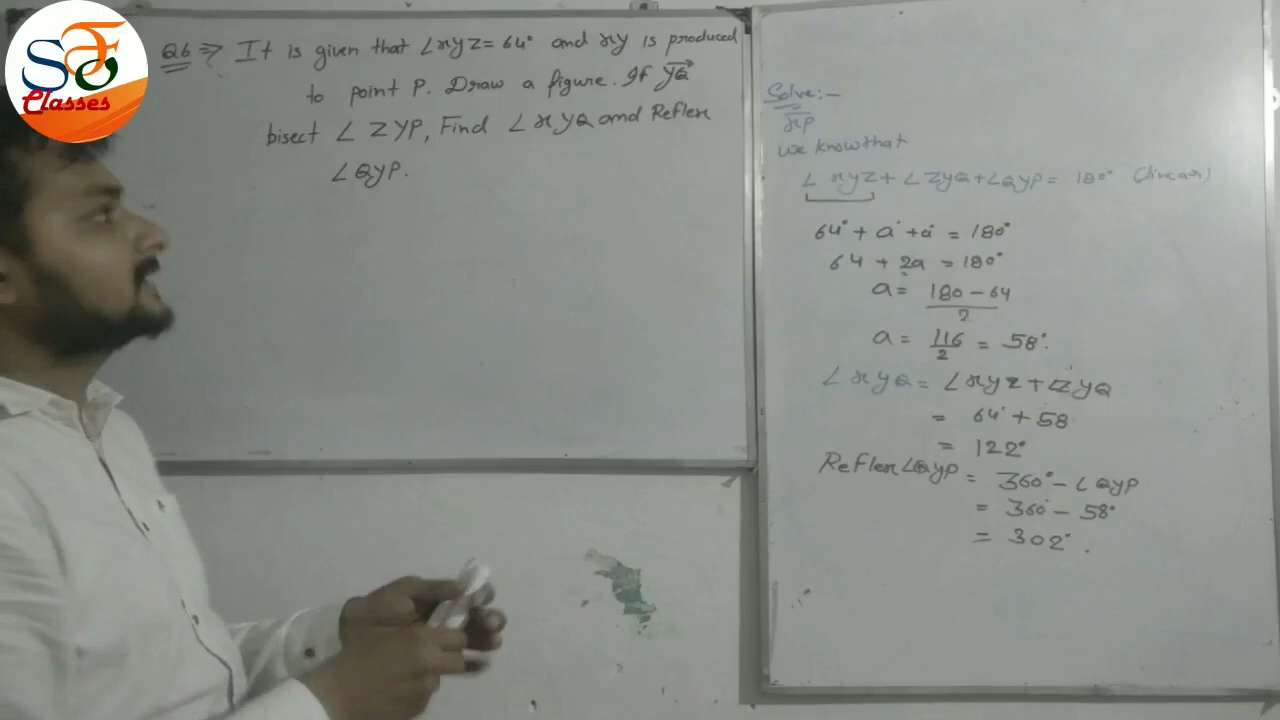 SFS
Classes
Q6 ⇒ It is given that ∠xyz = 64° and xy is produced
to point P. Draw a figure. If YQ→
bisect ∠ZYP, Find ∠xYQ and Reflex
∠QYP.
Solve:-
xP
we know that
∠xyz + ∠ZYQ + ∠QYP = 180° (linear)
64° + a° + a° = 180°
64 + 2a = 180°
a = 180 - 64
2
a = 116/2 = 58°.
∠xYQ = ∠xyz + ∠ZYQ
= 64° + 58
= 122°
Reflex∠QYP = 360° - ∠QYP
= 360° - 58°
= 302°.